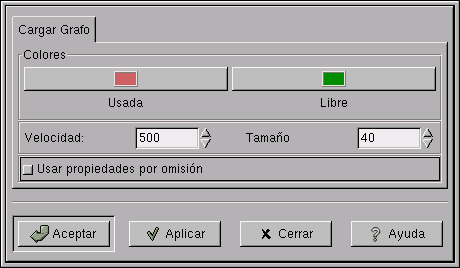 Cargar Grafo
Colores
Usada Libre
Velocidad: 500 Tamaño 40
Usar propiedades por omisión
Aceptar Aplicar Cerrar Ayuda